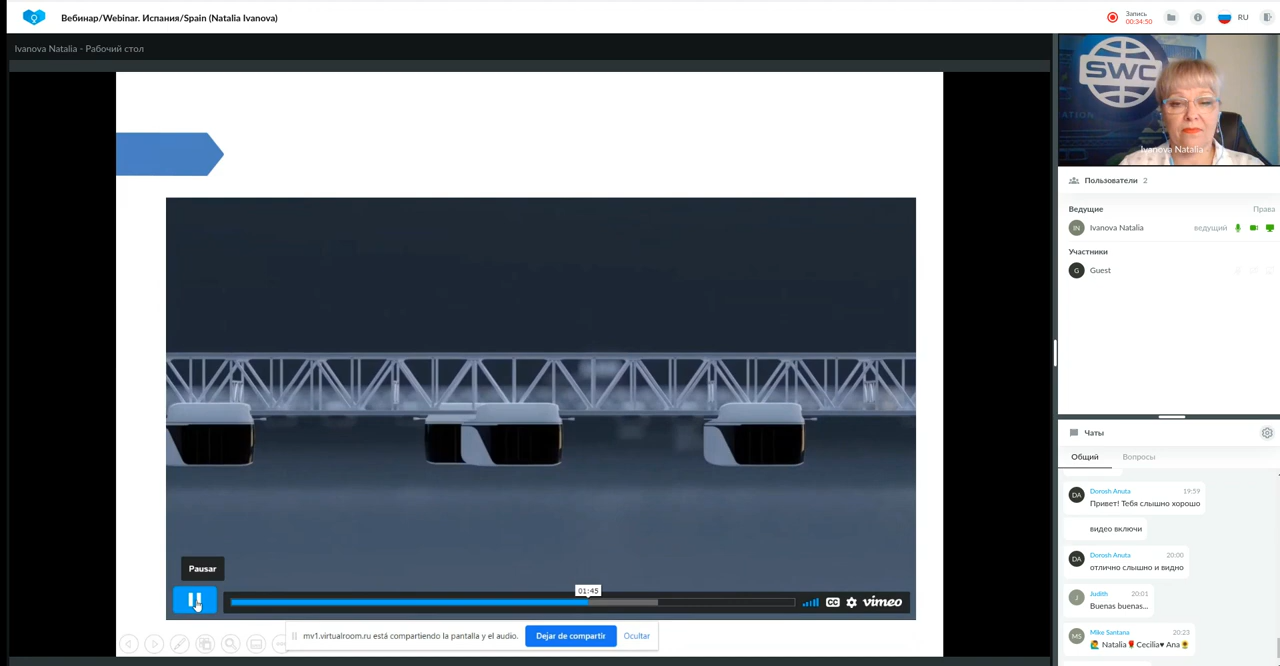 Вебинар/Webinar. Испания/Spain (Natalia Ivanova)
Запись
00:34:50
RU
Ivanova Natalia - Рабочий стол
SWC
ATION
Ivanova Natalia
Пользователи 2
Ведущие Права
IN Ivanova Natalia ведущий
Участники
G Guest
Чаты
Общий Вопросы
DA Dorosh Anuta 19:59
Привет! Тебя слышно хорошо
видео включи
DA Dorosh Anuta 20:00
отлично слышно и видно
J Judith 20:01
Buenas buenas...
MS Mike Santana 20:23
🙋‍♂️ Natalia🌹Cecilia♥ Ana🌻
Pausar
01:45
CC vimeo
mv1.virtualroom.ru está compartiendo la pantalla y el audio. Dejar de compartir Ocultar